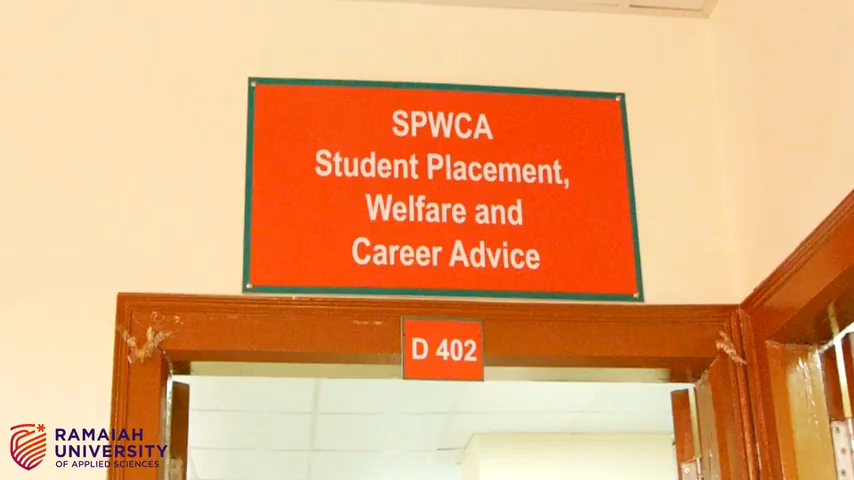 SPWCA
Student Placement,
Welfare and
Career Advice
D 402
RAMAIAH
UNIVERSITY
OF APPLIED SCIENCES